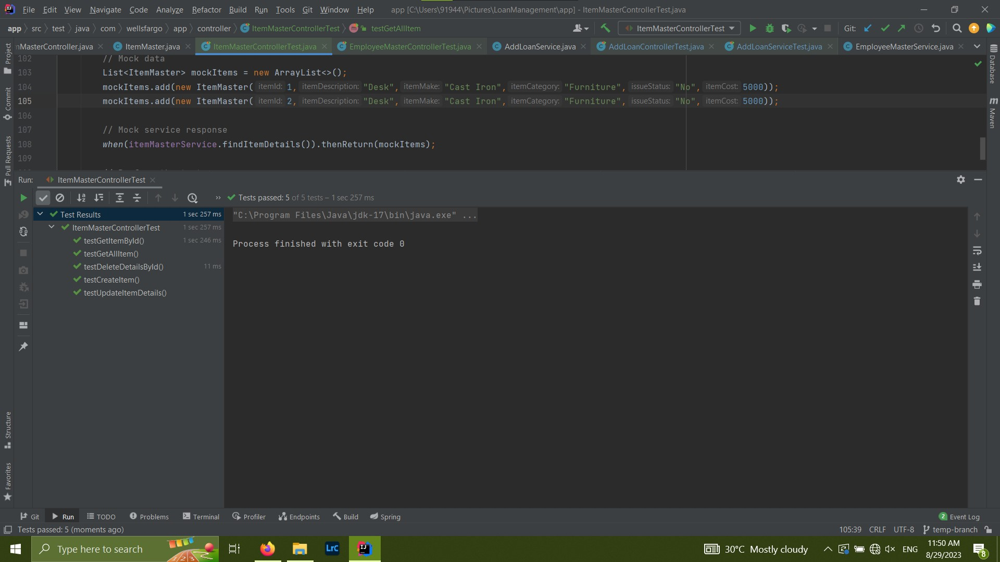 File Edit View Navigate Code Analyze Refactor Build Run Tools Git Window Help app [C:\Users\91944\Pictures\LoanManagement\app] - ItemMasterControllerTest.java
app src test java com wellsfargo app controller ItemMasterControllerTest testGetAllItem ItemMasterControllerTest Git:
MasterController.java ItemMaster.java ItemMasterControllerTest.java EmployeeMasterControllerTest.java AddLoanService.java AddLoanControllerTest.java AddLoanServiceTest.java EmployeeMasterService.java
Project
Commit
Pull Requests
Structure
Favorites
Database
Maven
102 // Mock data
103 List<ItemMaster> mockItems = new ArrayList<>();
104 mockItems.add(new ItemMaster( itemId: 1, itemDescription: "Desk", itemMake: "Cast Iron", itemCategory: "Furniture", issueStatus: "No", itemCost: 5000));
105 mockItems.add(new ItemMaster( itemId: 2, itemDescription: "Desk", itemMake: "Cast Iron", itemCategory: "Furniture", issueStatus: "No", itemCost: 5000));
106
107 // Mock service response
108 when(itemMasterService.findItemDetails()).thenReturn(mockItems);
109
Run: ItemMasterControllerTest
Tests passed: 5 of 5 tests – 1 sec 257 ms
Test Results 1 sec 257 ms
ItemMasterControllerTest 1 sec 257 ms
testGetItemById() 1 sec 246 ms
testGetAllItem()
testDeleteDetailsById() 11 ms
testCreateItem()
testUpdateItemDetails()
"C:\Program Files\Java\jdk-17\bin\java.exe" ...
Process finished with exit code 0
Git Run TODO Problems Terminal Profiler Endpoints Build Spring 2 Event Log
Tests passed: 5 (moments ago) 105:39 CRLF UTF-8 temp-branch
Type here to search LrC 30°C Mostly cloudy ENG 11:50 AM
8/29/2023 8